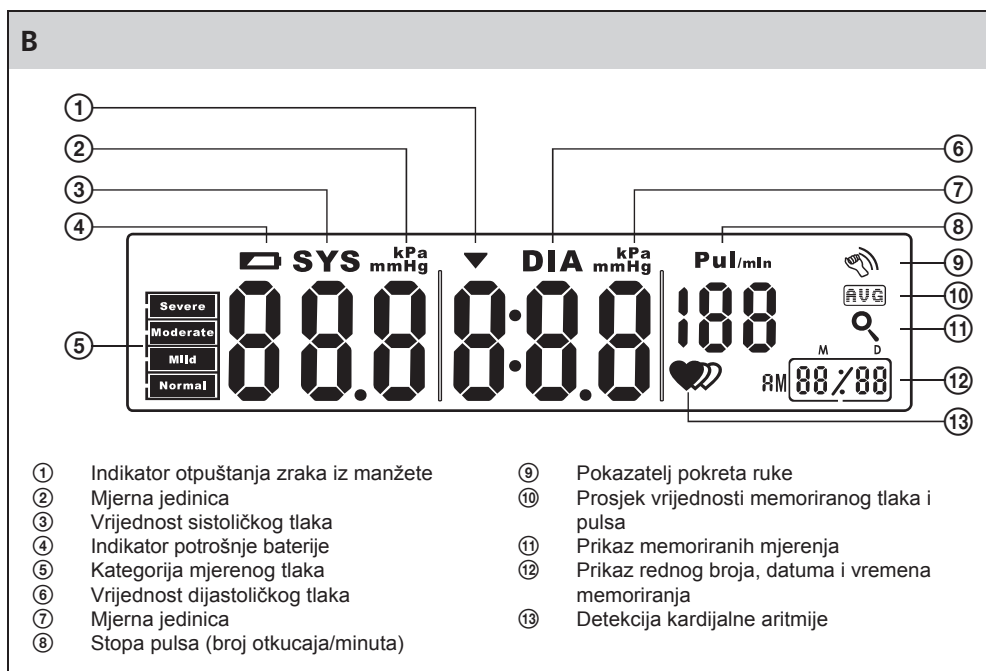 B
①
②
③
④
⑤
⑥
⑦
⑧
⑨
⑩
⑪
⑫
⑬
SYS kPa mmHg DIA kPa mmHg Pul/min
Severe
Moderate
Mild
Normal
888.8 8:88.8 188
AVG
M D
AM 88/88
① Indikator otpuštanja zraka iz manžete
② Mjerna jedinica
③ Vrijednost sistoličkog tlaka
④ Indikator potrošnje baterije
⑤ Kategorija mjerenog tlaka
⑥ Vrijednost dijastoličkog tlaka
⑦ Mjerna jedinica
⑧ Stopa pulsa (broj otkucaja/minuta)
⑨ Pokazatelj pokreta ruke
⑩ Prosjek vrijednosti memoriranog tlaka i
pulsa
⑪ Prikaz memoriranih mjerenja
⑫ Prikaz rednog broja, datuma i vremena
memoriranja
⑬ Detekcija kardijalne aritmije